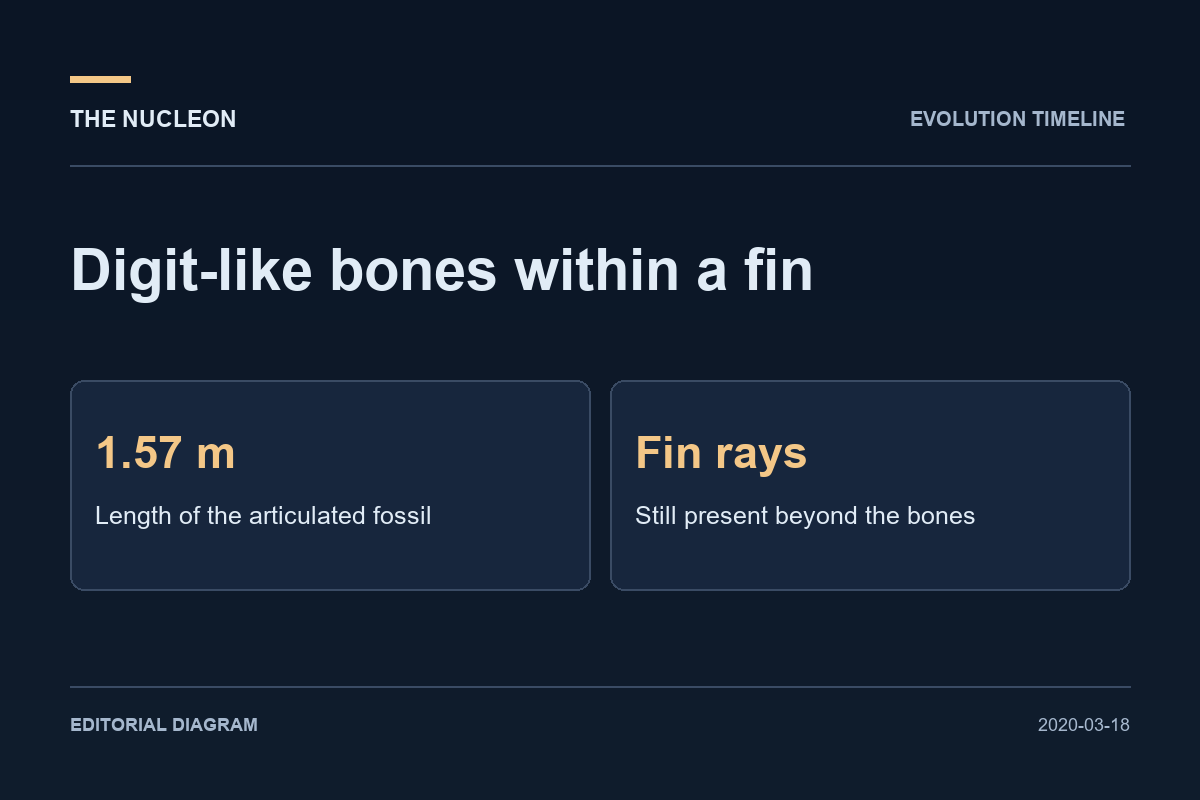 THE NUCLEON
EVOLUTION TIMELINE
Digit-like bones within a fin
1.57 m
Length of the articulated fossil
Fin rays
Still present beyond the bones
EDITORIAL DIAGRAM
2020-03-18